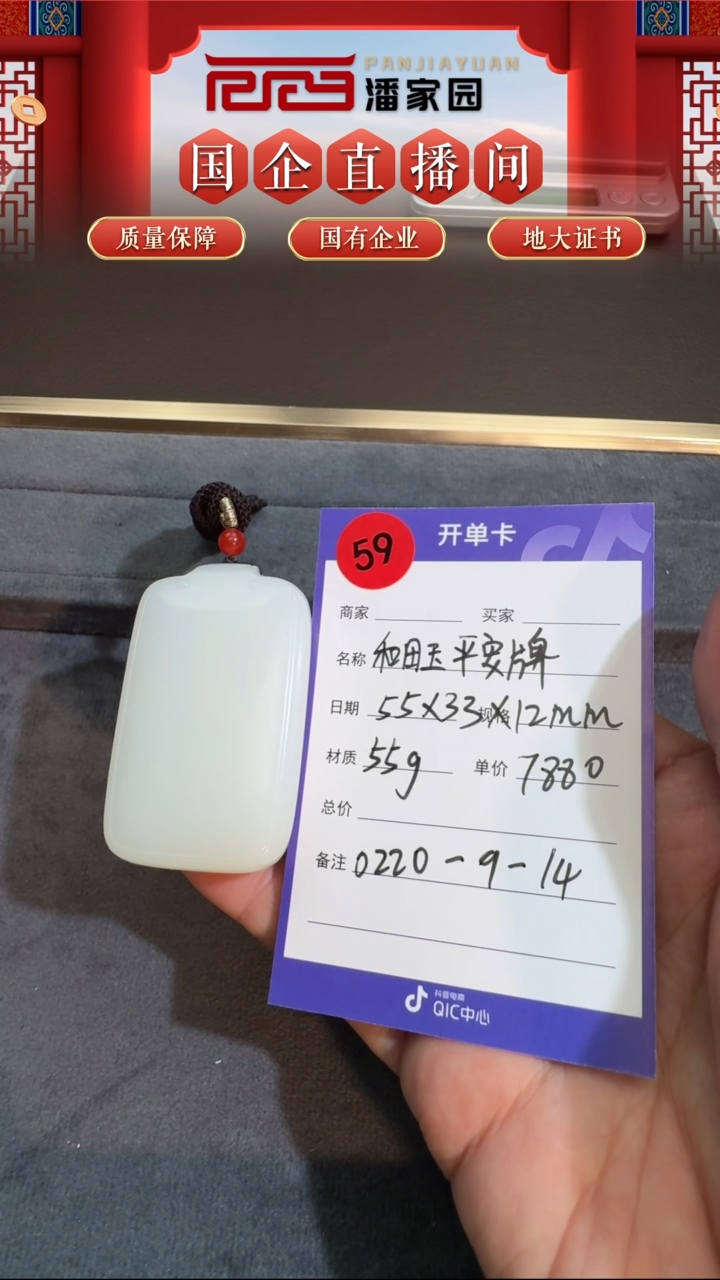 PANJIAYUAN
潘家园
国企直播间
质量保障 国有企业 地大证书
59 开单卡
商家 买家
名称 和田玉平安牌
日期 55X33X12mm 规格
材质 55g 单价 7880
总价
备注 0220-9-14
抖音电商
QIC中心